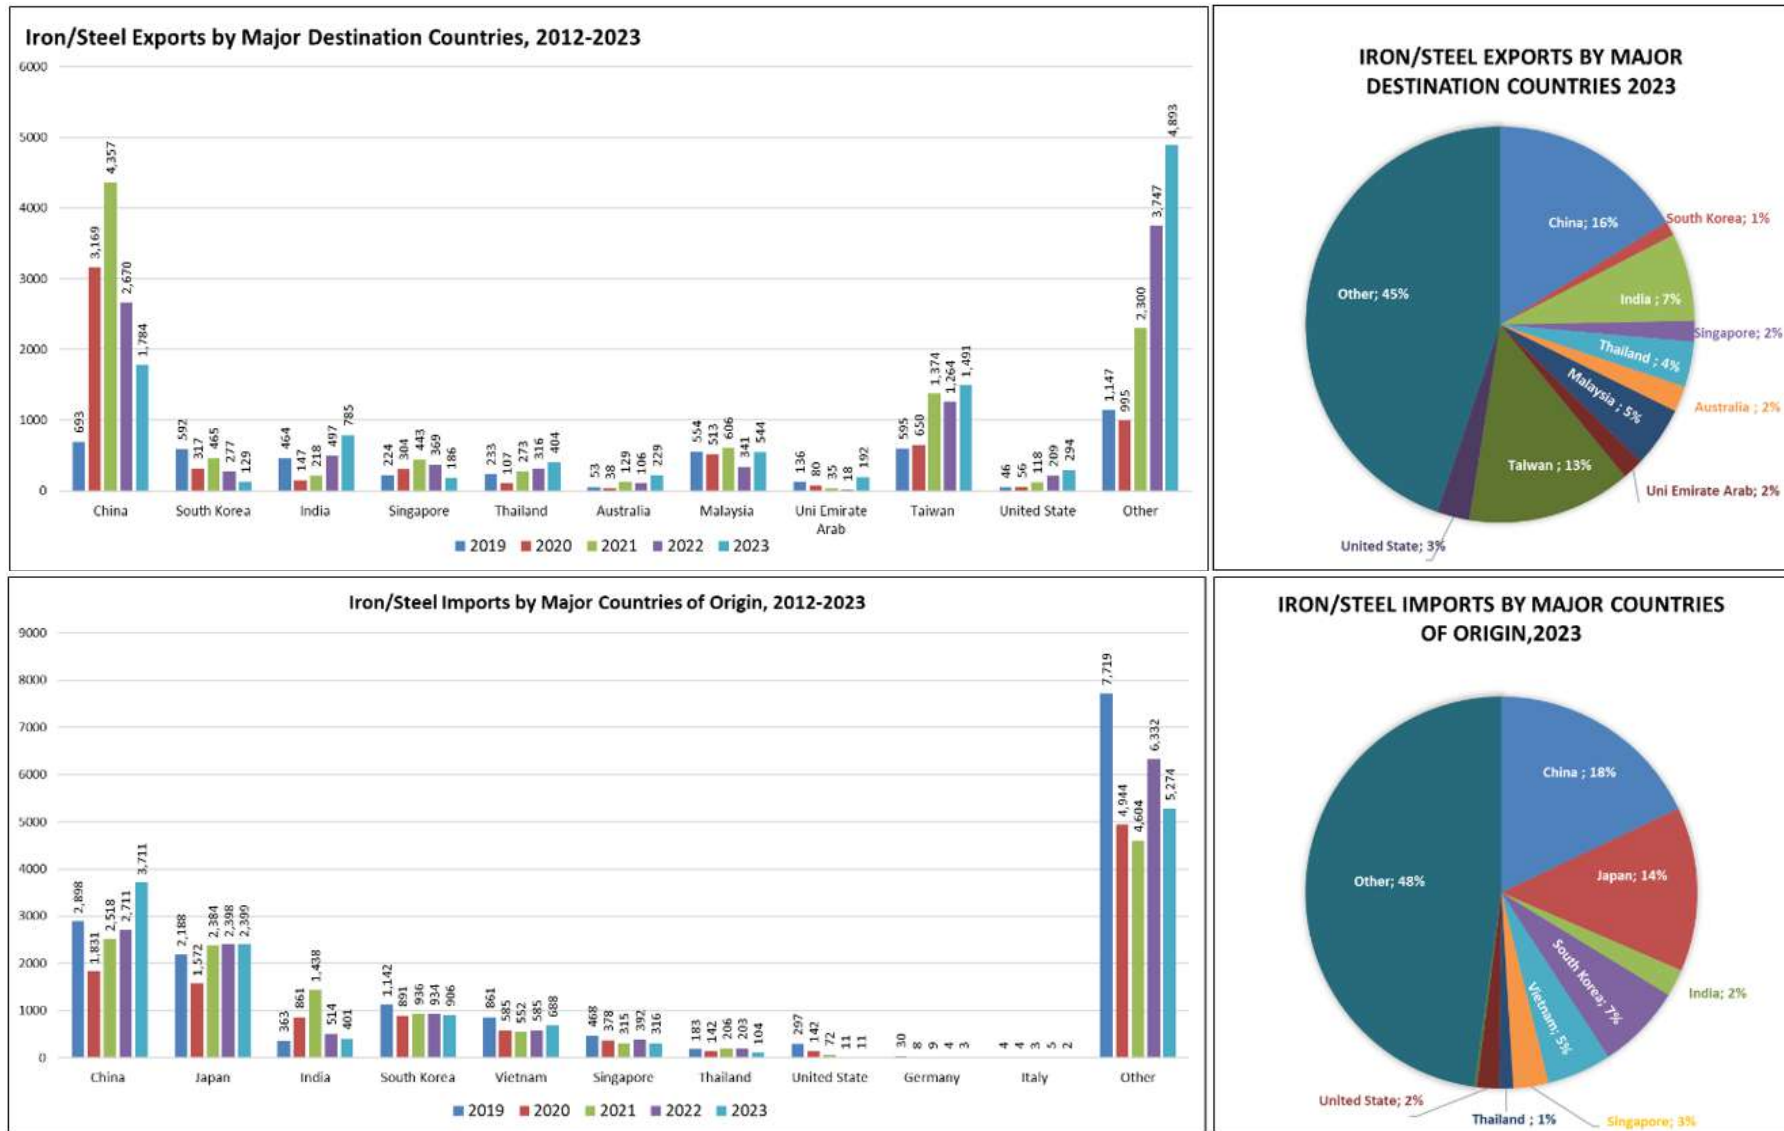 Iron/Steel Exports by Major Destination Countries, 2012-2023
6000
5000
4000
3000
2000
1000
0
693
3,169
4,357
2,670
1,784
592
317
465
277
129
464
147
218
497
785
224
304
443
369
186
233
107
273
316
404
53
38
129
106
229
554
513
606
341
544
136
80
35
18
192
595
650
1,374
1,264
1,491
46
56
118
209
294
1,147
995
2,300
3,747
4,893
China
South Korea
India
Singapore
Thailand
Australia
Malaysia
Uni Emirate
Arab
Taiwan
United State
Other
2019
2020
2021
2022
2023
IRON/STEEL EXPORTS BY MAJOR
DESTINATION COUNTRIES 2023
China; 16%
South Korea; 1%
India ; 7%
Singapore; 2%
Thailand ; 4%
Australia ; 2%
Malaysia ; 5%
Uni Emirate Arab; 2%
Taiwan ; 13%
United State; 3%
Other; 45%
Iron/Steel Imports by Major Countries of Origin, 2012-2023
9000
8000
7000
6000
5000
4000
3000
2000
1000
0
2,898
1,831
2,518
2,711
3,711
2,188
1,572
2,384
2,398
2,399
363
861
1,438
514
401
1,142
891
936
934
906
861
585
552
585
688
468
378
315
392
316
183
142
206
203
104
297
142
72
11
11
30
8
9
4
3
4
4
3
5
2
7,719
4,944
4,604
6,332
5,274
China
Japan
India
South Korea
Vietnam
Singapore
Thailand
United State
Germany
Italy
Other
2019
2020
2021
2022
2023
IRON/STEEL IMPORTS BY MAJOR COUNTRIES
OF ORIGIN,2023
China ; 18%
Japan; 14%
India; 2%
South Korea; 7%
Vietnam; 5%
Singapore; 3%
Thailand ; 1%
United State; 2%
Other; 48%